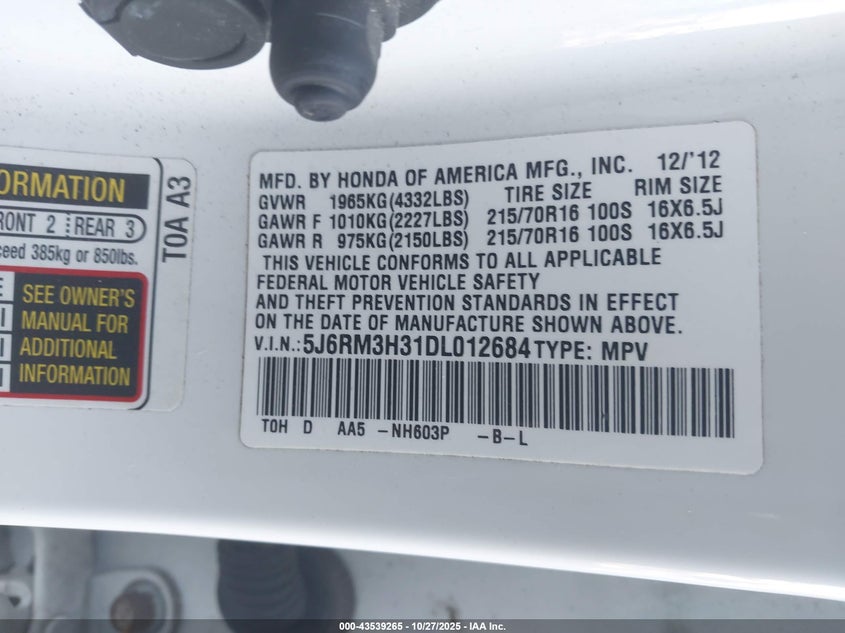 ORMATION
FRONT 2 REAR 3
ceed 385kg or 850lbs.
E SEE OWNER'S
MANUAL FOR
ADDITIONAL
INFORMATION
T0A A3
MFD. BY HONDA OF AMERICA MFG., INC. 12/'12
GVWR 1965KG(4332LBS) TIRE SIZE RIM SIZE
GAWR F 1010KG(2227LBS) 215/70R16 100S 16X6.5J
GAWR R 975KG(2150LBS) 215/70R16 100S 16X6.5J
THIS VEHICLE CONFORMS TO ALL APPLICABLE
FEDERAL MOTOR VEHICLE SAFETY
AND THEFT PREVENTION STANDARDS IN EFFECT
ON THE DATE OF MANUFACTURE SHOWN ABOVE.
V.I.N.:5J6RM3H31DL012684 TYPE: MPV
T0H D AA5 -NH603P -B-L
000-43539265 | 10/27/2025 | IAA Inc.